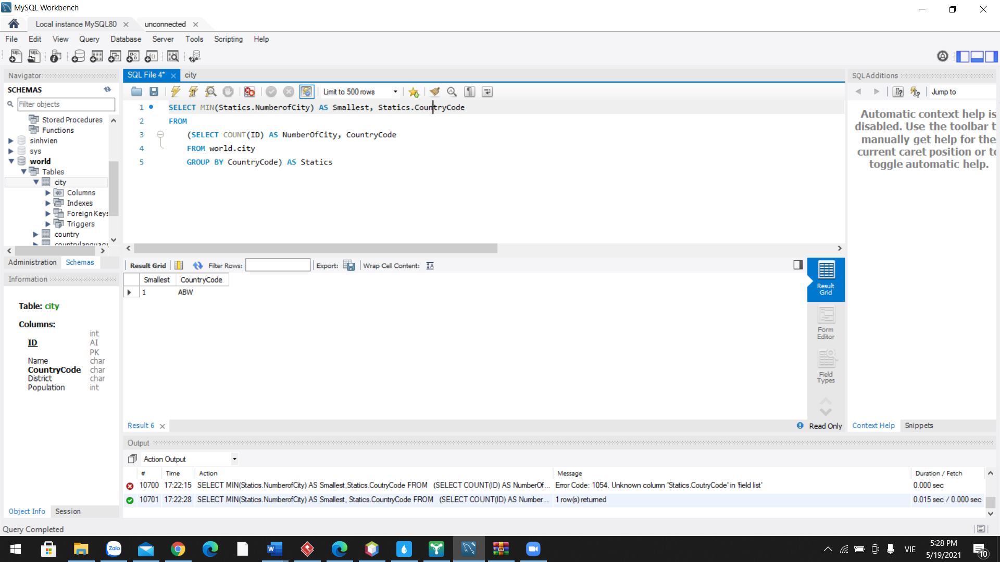 MySQL Workbench
Local instance MySQL80
unconnected
File Edit View Query Database Server Tools Scripting Help
SQL
SQL
Navigator
SCHEMAS
Filter objects
Stored Procedures
Functions
sinhvien
sys
world
Tables
city
Columns
Indexes
Foreign Keys
Triggers
country
Administration Schemas
Information
Table: city
Columns:
ID int AI PK
Name char
CountryCode char
District char
Population int
Object Info Session
SQL File 4* city
Limit to 500 rows
1 SELECT MIN(Statics.NumberofCity) AS Smallest, Statics.CountryCode
2 FROM
3 (SELECT COUNT(ID) AS NumberOfCity, CountryCode
4 FROM world.city
5 GROUP BY CountryCode) AS Statics
Result Grid Filter Rows: Export: Wrap Cell Content:
Smallest CountryCode
1 ABW
Result Grid
Form Editor
Field Types
Result 6
Read Only
SQLAdditions
Jump to
Automatic context help is
disabled. Use the toolbar t
manually get help for the
current caret position or to
toggle automatic help.
Context Help Snippets
Output
Action Output
# Time Action Message Duration / Fetch
10700 17:22:15 SELECT MIN(Statics.NumberofCity) AS Smallest,Statics.CoutryCode FROM (SELECT COUNT(ID) AS NumberOf... Error Code: 1054. Unknown column 'Statics.CoutryCode' in 'field list' 0.000 sec
10701 17:22:28 SELECT MIN(Statics.NumberofCity) AS Smallest, Statics.CountryCode FROM (SELECT COUNT(ID) AS Number... 1 row(s) returned 0.015 sec / 0.000 sec
Query Completed
Zalo
VIE
5:28 PM
5/19/2021
10